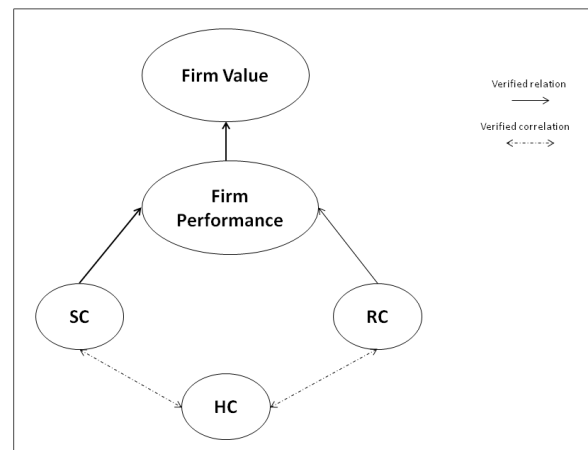 Firm Value
Verified relation
Verified correlation
Firm
Performance
SC
RC
HC